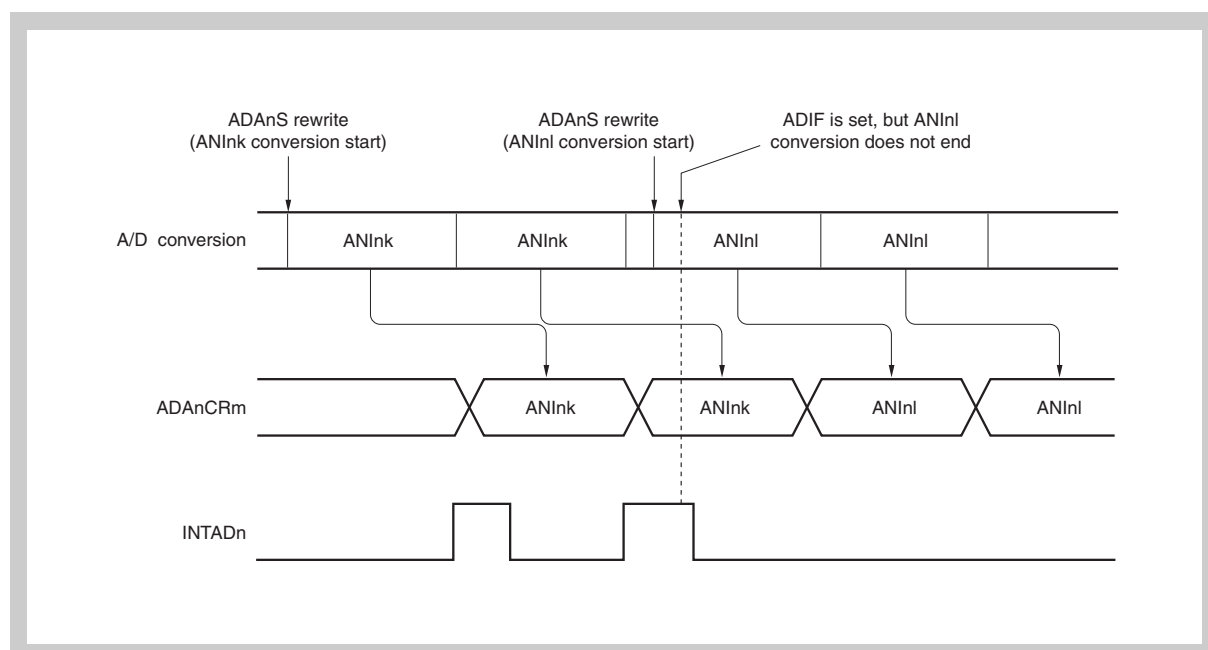 ADAnS rewrite
(ANInk conversion start)
ADAnS rewrite
(ANInl conversion start)
ADIF is set, but ANInl
conversion does not end
A/D conversion
ANInk
ANInk
ANInl
ANInl
ADAnCRm
ANInk
ANInk
ANInl
ANInl
INTADn